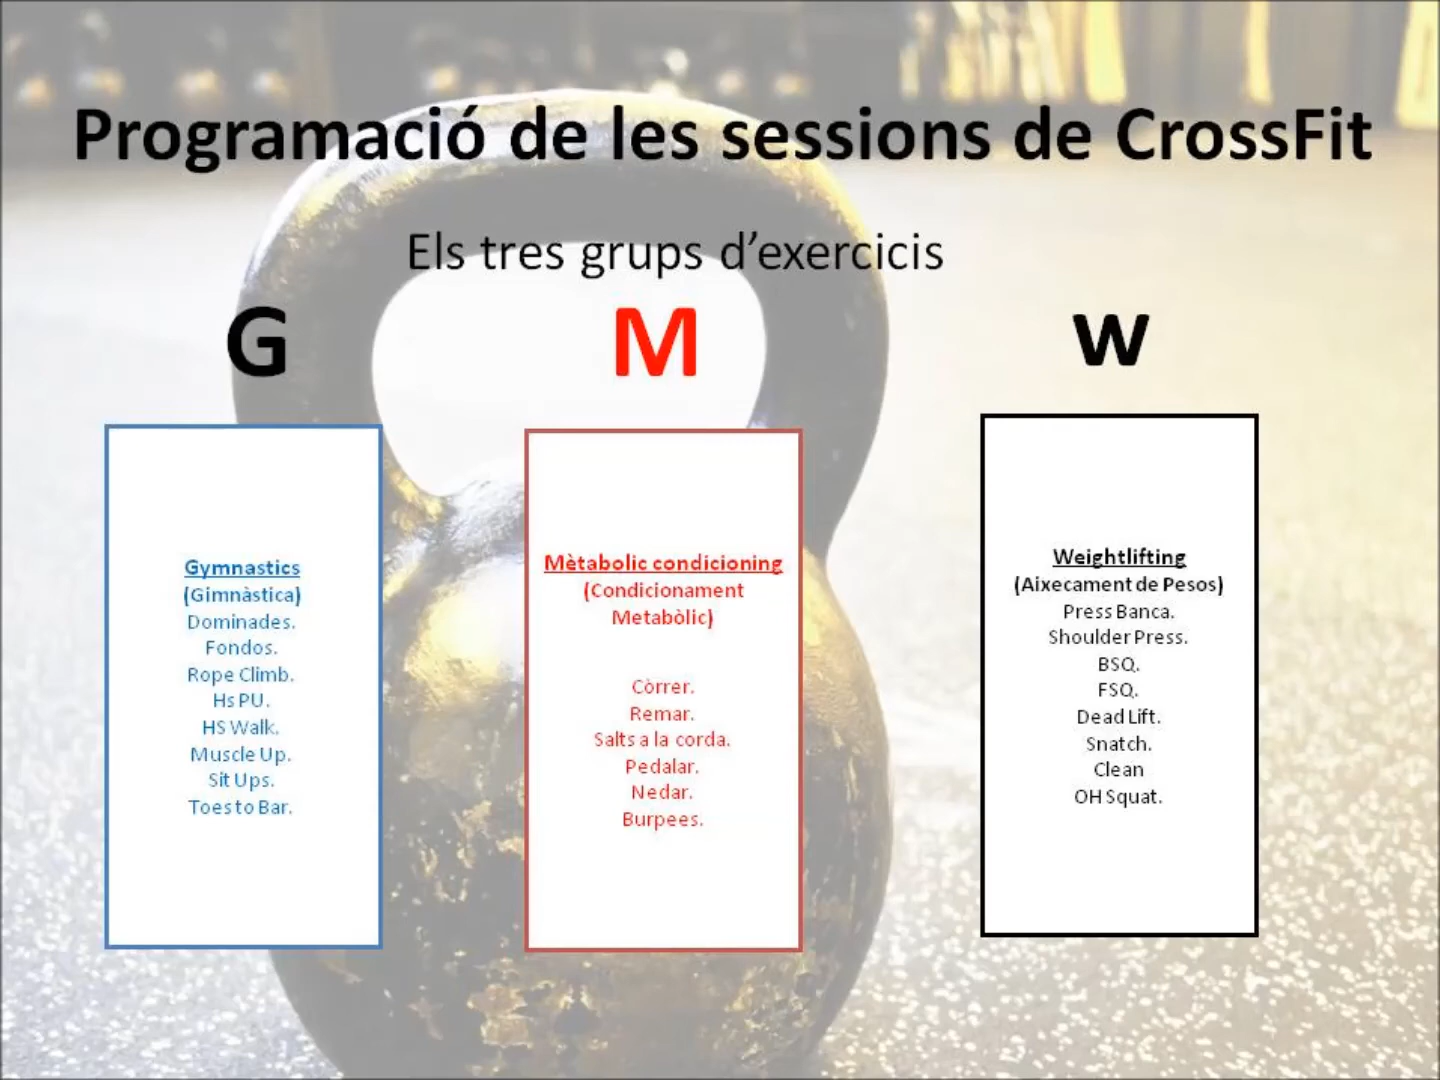 Programació de les sessions de CrossFit
Els tres grups d’exercicis
G
M
W
Gymnastics
(Gimnàstica)
Dominades.
Fondos.
Rope Climb.
Hs PU.
HS Walk.
Muscle Up.
Sit Ups.
Toes to Bar.
Mètabolic condicioning
(Condicionament
Metabòlic)
Còrrer.
Remar.
Salts a la corda.
Pedalar.
Nedar.
Burpees.
Weightlifting
(Aixecament de Pesos)
Press Banca.
Shoulder Press.
BSQ.
FSQ.
Dead Lift.
Snatch.
Clean
OH Squat.